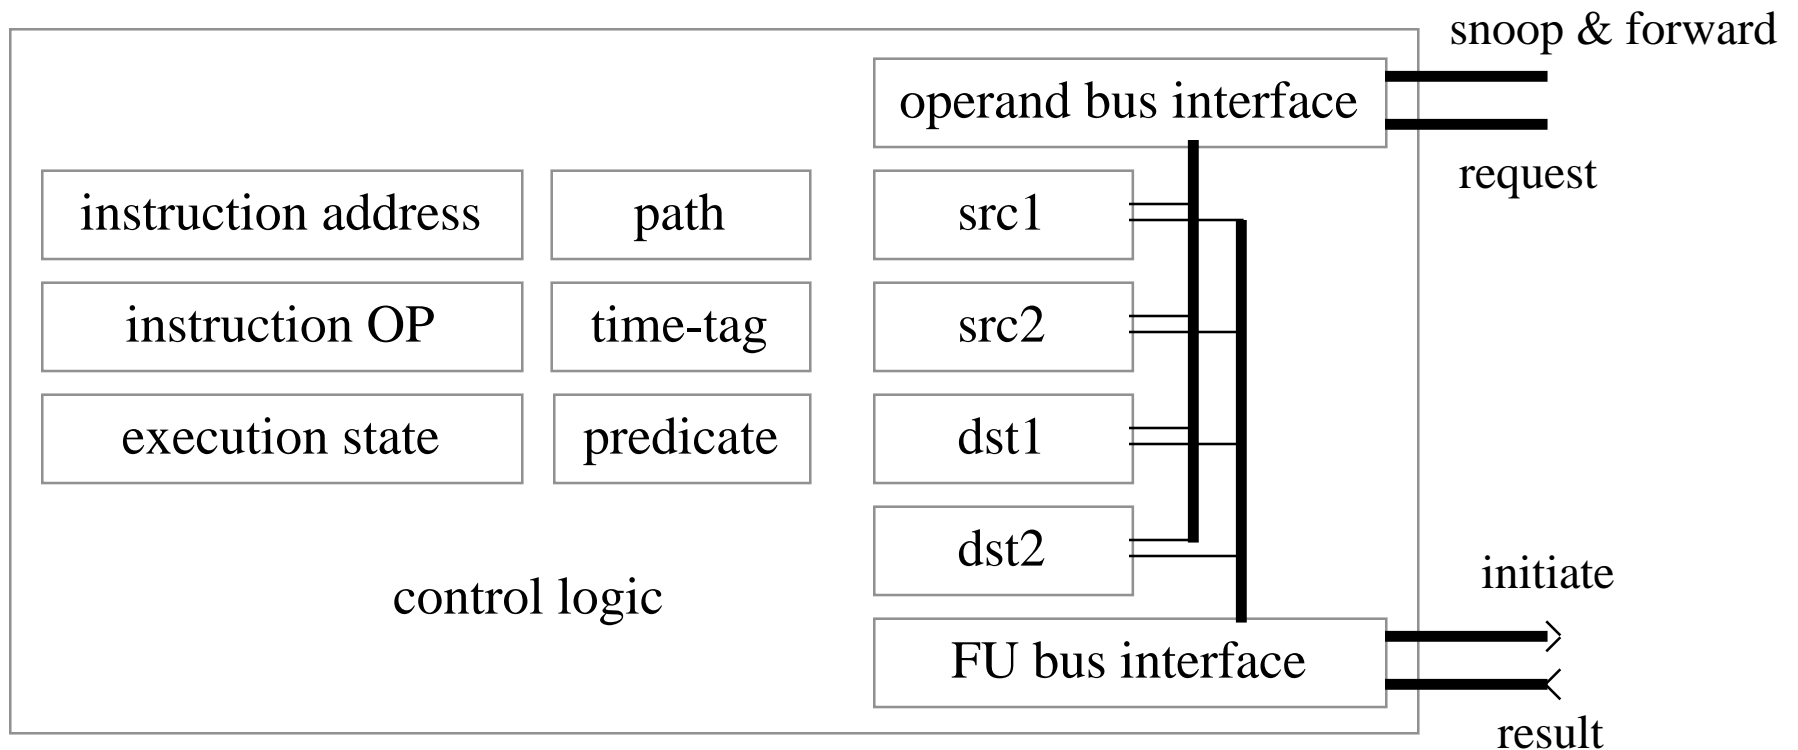 snoop & forward
operand bus interface
request
instruction address
path
src1
instruction OP
time-tag
src2
execution state
predicate
dst1
dst2
control logic
initiate
FU bus interface
result